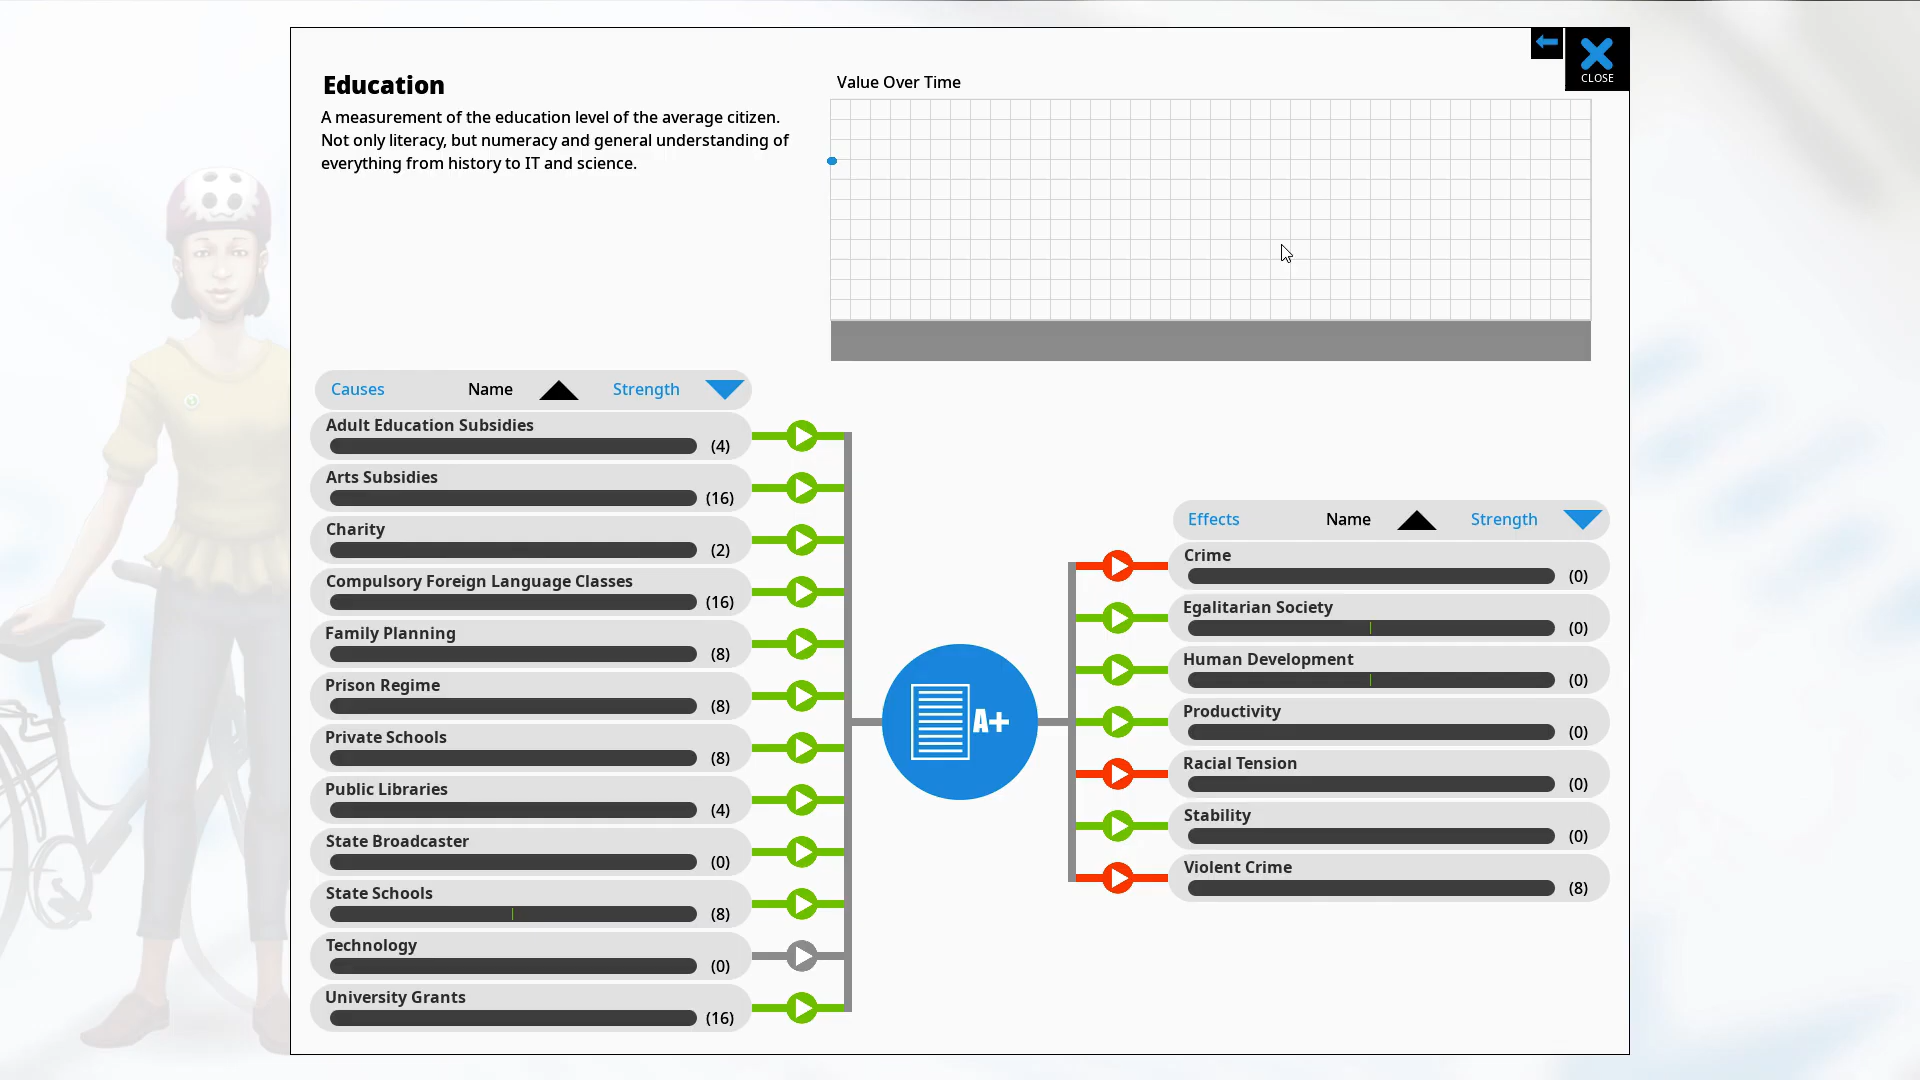 Education
A measurement of the education level of the average citizen.
Not only literacy, but numeracy and general understanding of
everything from history to IT and science.
Value Over Time
CLOSE
Causes Name Strength
Adult Education Subsidies
(4)
Arts Subsidies
(16)
Charity
(2)
Compulsory Foreign Language Classes
(16)
Family Planning
(8)
Prison Regime
(8)
Private Schools
(8)
Public Libraries
(4)
State Broadcaster
(0)
State Schools
(8)
Technology
(0)
University Grants
(16)
A+
Effects Name Strength
Crime
(0)
Egalitarian Society
(0)
Human Development
(0)
Productivity
(0)
Racial Tension
(0)
Stability
(0)
Violent Crime
(8)